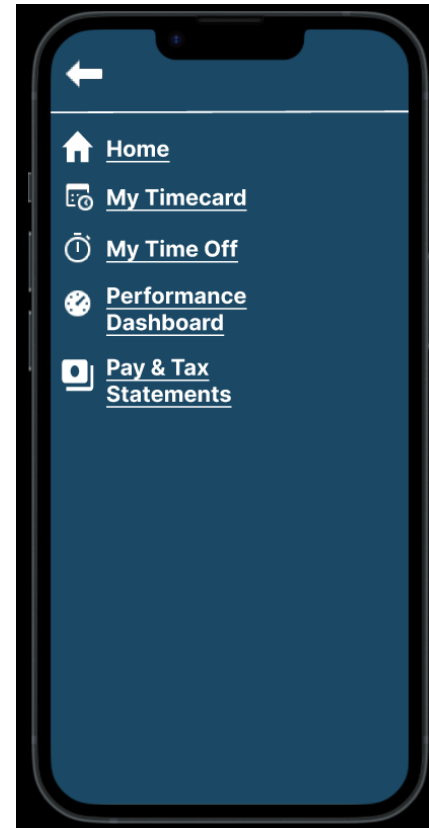 Home
My Timecard
My Time Off
Performance
Dashboard
Pay & Tax
Statements